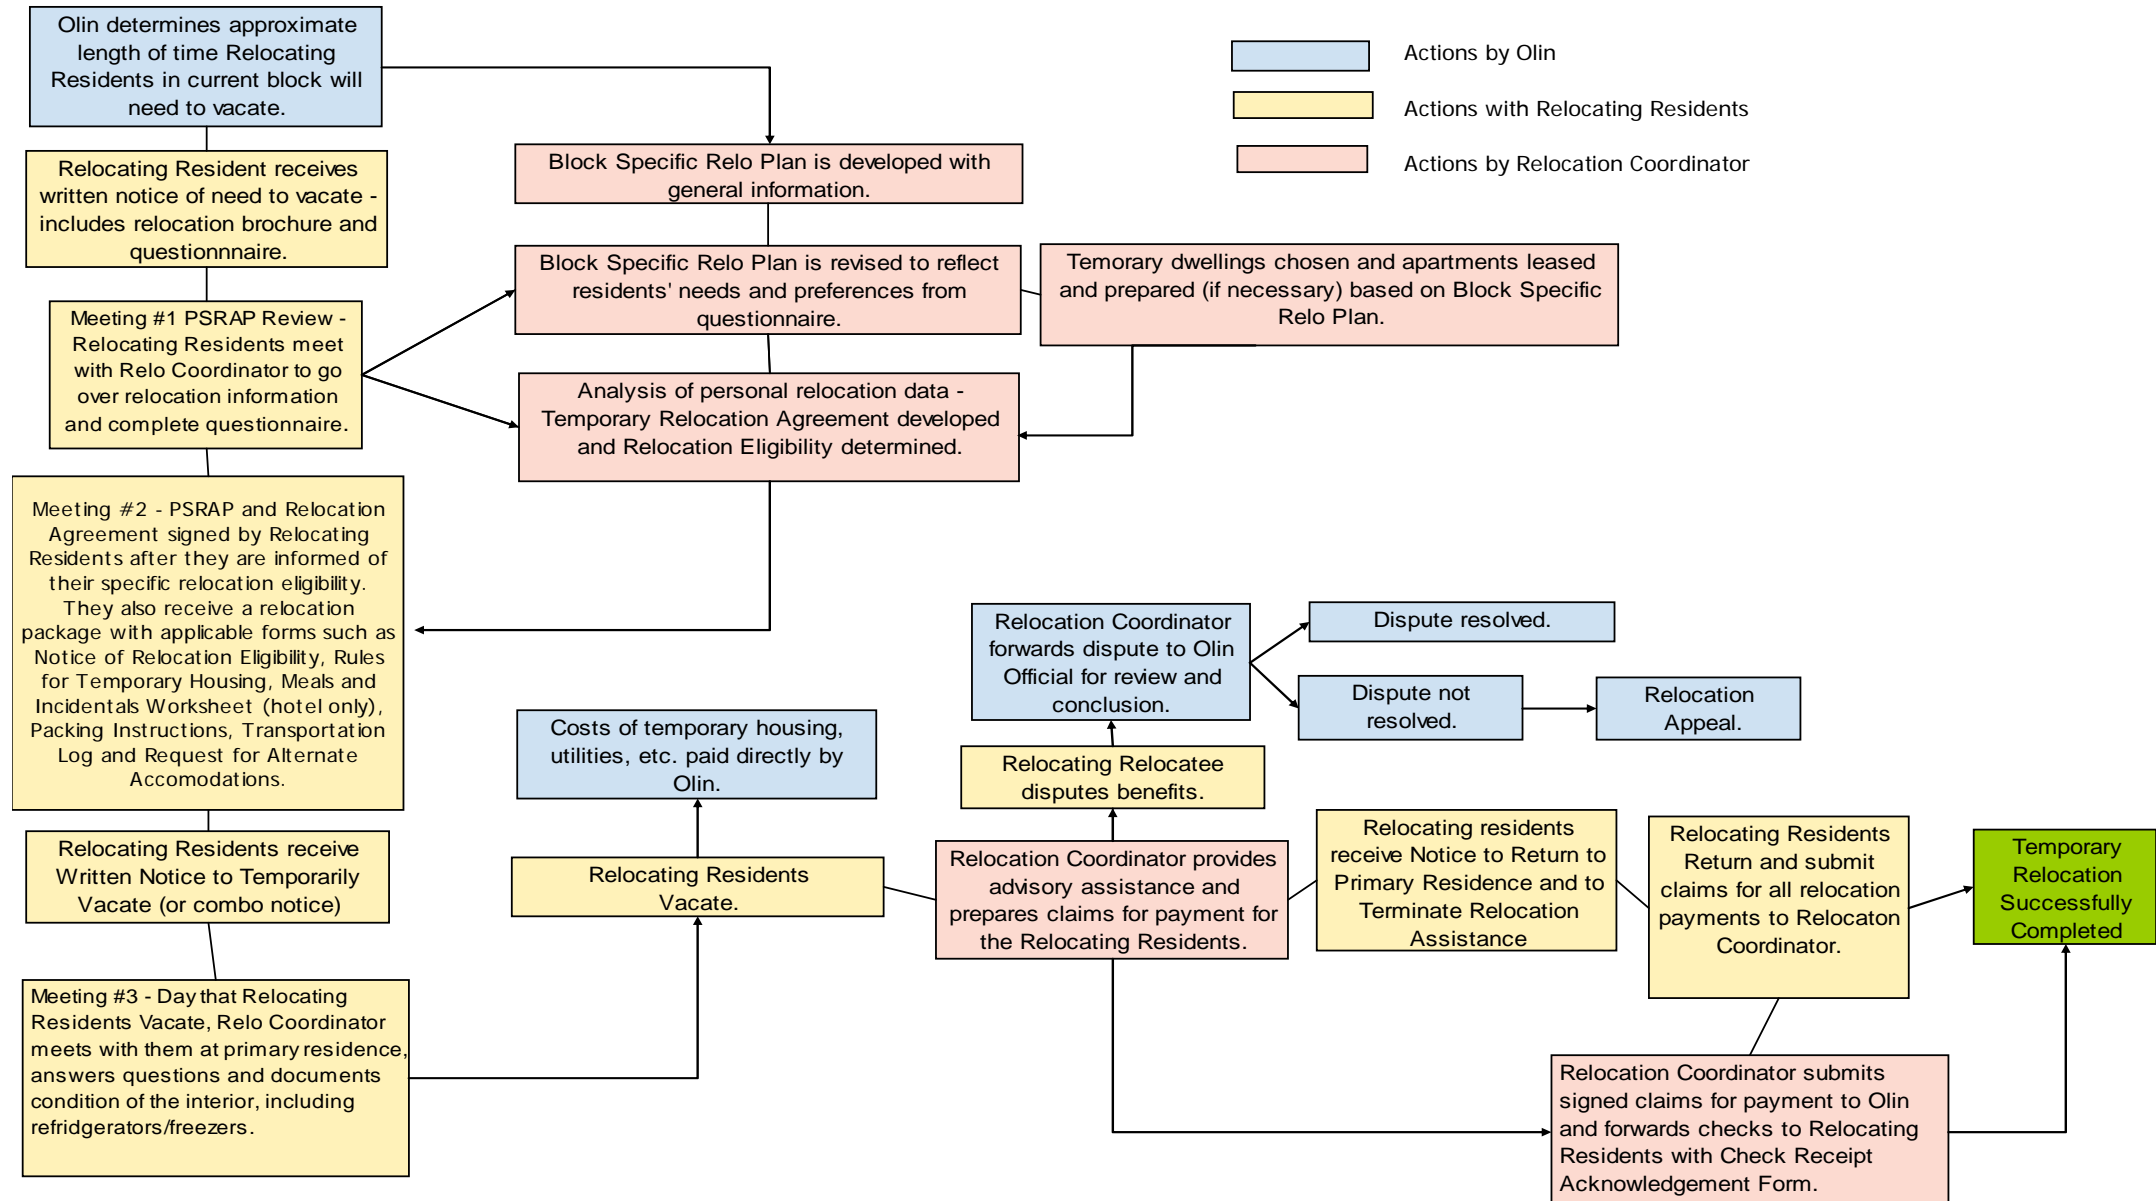 Olin determines approximate
length of time Relocating
Residents in current block will
need to vacate.
Actions by Olin
Actions with Relocating Residents
Actions by Relocation Coordinator
Relocating Resident receives
written notice of need to vacate -
includes relocation brochure and
questionnnaire.
Block Specific Relo Plan is developed with
general information.
Block Specific Relo Plan is revised to reflect
residents' needs and preferences from
questionnaire.
Temorary dwellings chosen and apartments leased
and prepared (if necessary) based on Block Specific
Relo Plan.
Meeting #1 PSRAP Review -
Relocating Residents meet
with Relo Coordinator to go
over relocation information
and complete questionnaire.
Analysis of personal relocation data -
Temporary Relocation Agreement developed
and Relocation Eligibility determined.
Meeting #2 - PSRAP and Relocation
Agreement signed by Relocating
Residents after they are informed of
their specific relocation eligibility.
They also receive a relocation
package with applicable forms such as
Notice of Relocation Eligibility, Rules
for Temporary Housing, Meals and
Incidentals Worksheet (hotel only),
Packing Instructions, Transportation
Log and Request for Alternate
Accomodations.
Relocation Coordinator
forwards dispute to Olin
Official for review and
conclusion.
Dispute resolved.
Dispute not
resolved.
Relocation
Appeal.
Costs of temporary housing,
utilities, etc. paid directly by
Olin.
Relocating Relocatee
disputes benefits.
Relocating Residents receive
Written Notice to Temporarily
Vacate (or combo notice)
Relocating Residents
Vacate.
Relocation Coordinator provides
advisory assistance and
prepares claims for payment for
the Relocating Residents.
Relocating residents
receive Notice to Return to
Primary Residence and to
Terminate Relocation
Assistance
Relocating Residents
Return and submit
claims for all relocation
payments to Relocaton
Coordinator.
Temporary
Relocation
Successfully
Completed
Meeting #3 - Day that Relocating
Residents Vacate, Relo Coordinator
meets with them at primary residence,
answers questions and documents
condition of the interior, including
refridgerators/freezers.
Relocation Coordinator submits
signed claims for payment to Olin
and forwards checks to Relocating
Residents with Check Receipt
Acknowledgement Form.